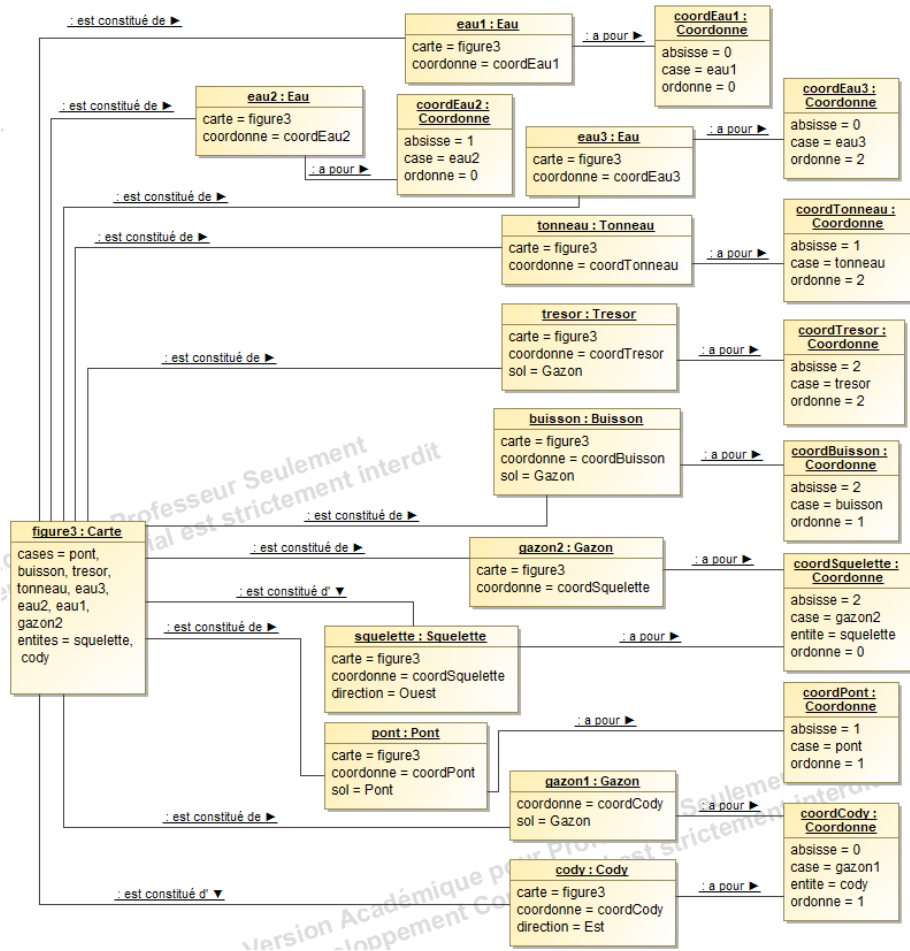 : est constitué de ►
eau1 : Eau
carte = figure3
coordonne = coordEau1
: a pour ►
coordEau1 :
Coordonne
absisse = 0
case = eau1
ordonne = 0
: est constitué de ►
eau2 : Eau
carte = figure3
coordonne = coordEau2
: a pour ►
coordEau2 :
Coordonne
absisse = 1
case = eau2
ordonne = 0
eau3 : Eau
carte = figure3
coordonne = coordEau3
: a pour ►
coordEau3 :
Coordonne
absisse = 0
case = eau3
ordonne = 2
: est constitué de ►
: est constitué de ►
tonneau : Tonneau
carte = figure3
coordonne = coordTonneau
: a pour ►
coordTonneau :
Coordonne
absisse = 1
case = tonneau
ordonne = 2
: est constitué de ►
tresor : Tresor
carte = figure3
coordonne = coordTresor
sol = Gazon
: a pour ►
coordTresor :
Coordonne
absisse = 2
case = tresor
ordonne = 2
buisson : Buisson
carte = figure3
coordonne = coordBuisson
sol = Gazon
: a pour ►
coordBuisson :
Coordonne
absisse = 2
case = buisson
ordonne = 1
Professeur Seulement
est strictement interdit
: est constitué de ►
figure3 : Carte
cases = pont,
buisson, tresor,
tonneau, eau3,
eau2, eau1,
gazon2
entites = squelette,
cody
: est constitué de ►
gazon2 : Gazon
carte = figure3
coordonne = coordSquelette
: a pour ►
coordSquelette :
Coordonne
absisse = 2
case = gazon2
entite = squelette
ordonne = 0
: est constitué d' ▼
squelette : Squelette
carte = figure3
coordonne = coordSquelette
direction = Ouest
: a pour ►
: est constitué de ►
pont : Pont
carte = figure3
coordonne = coordPont
sol = Pont
: a pour ►
coordPont :
Coordonne
absisse = 1
case = pont
ordonne = 1
: est constitué de ►
gazon1 : Gazon
coordonne = coordCody
sol = Gazon
: a pour ►
coordCody :
Coordonne
absisse = 0
case = gazon1
entite = cody
ordonne = 1
: est constitué d' ▼
cody : Cody
carte = figure3
coordonne = coordCody
direction = Est
: a pour ►
Version Académique pour